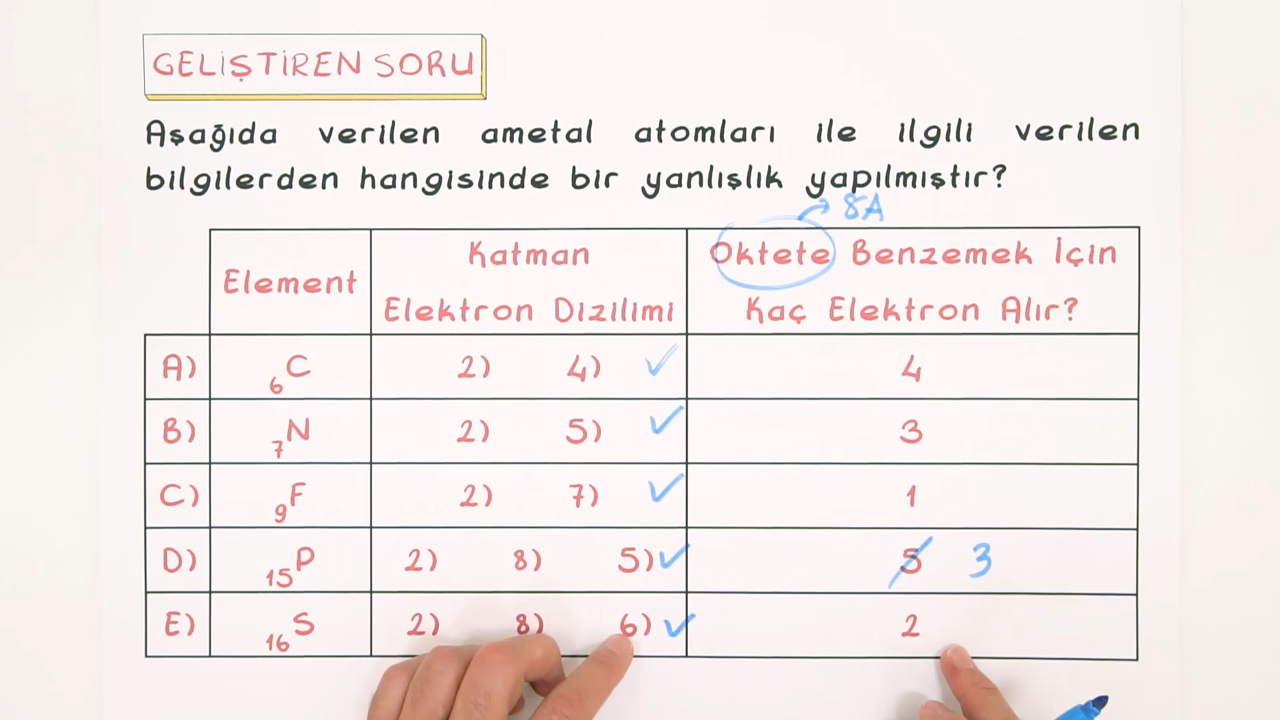 GELİŞTİREN SORU
Aşağıda verilen ametal atomları ile ilgili verilen
bilgilerden hangisinde bir yanlışlık yapılmıştır?
8A
Element
Katman
Elektron Dizilimi
Oktete Benzemek İçin
Kaç Elektron Alır?
A) 6C 2) 4) ✓ 4
B) 7N 2) 5) ✓ 3
C) 9F 2) 7) ✓ 1
D) 15P 2) 8) 5) ✓ 5 3
E) 16S 2) 8) 6) ✓ 2